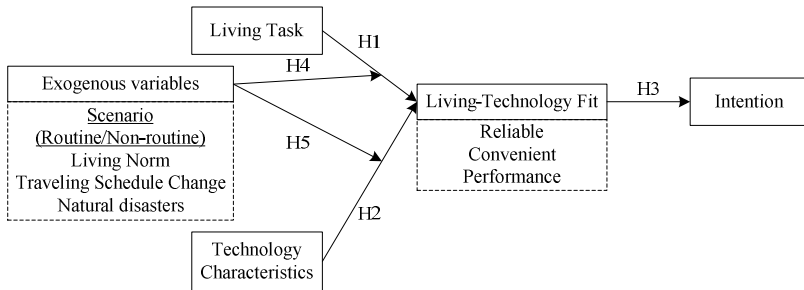 Living Task
H1
H4
Exogenous variables
Scenario
(Routine/Non-routine)
Living Norm
Traveling Schedule Change
Natural disasters
H5
Living-Technology Fit
Reliable
Convenient
Performance
H3
Intention
H2
Technology
Characteristics